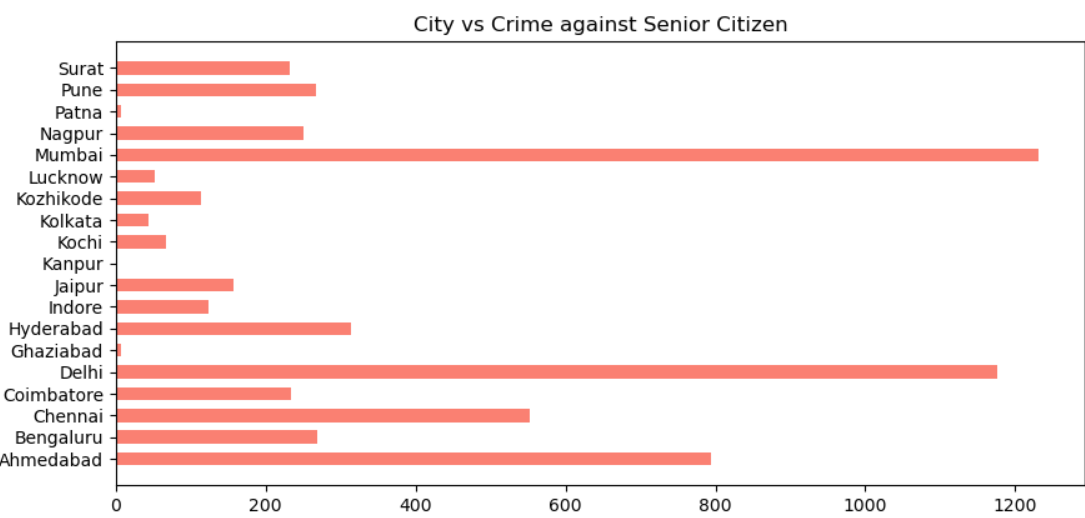 City vs Crime against Senior Citizen
Surat
Pune
Patna
Nagpur
Mumbai
Lucknow
Kozhikode
Kolkata
Kochi
Kanpur
Jaipur
Indore
Hyderabad
Ghaziabad
Delhi
Coimbatore
Chennai
Bengaluru
Ahmedabad
0 200 400 600 800 1000 1200